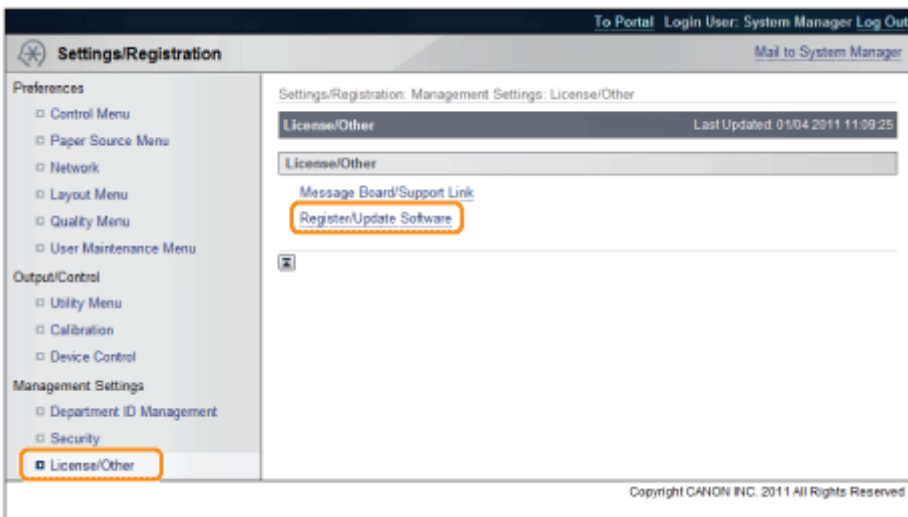 To Portal Login User: System Manager Log Out
Settings/Registration
Mail to System Manager
Preferences
Control Menu
Paper Source Menu
Network
Layout Menu
Quality Menu
User Maintenance Menu
Output/Control
Utility Menu
Calibration
Device Control
Management Settings
Department ID Management
Security
License/Other
Settings/Registration: Management Settings: License/Other
License/Other Last Updated: 01/04 2011 11:09:25
License/Other
Message Board/Support Link
Register/Update Software
Copyright CANON INC. 2011 All Rights Reserved